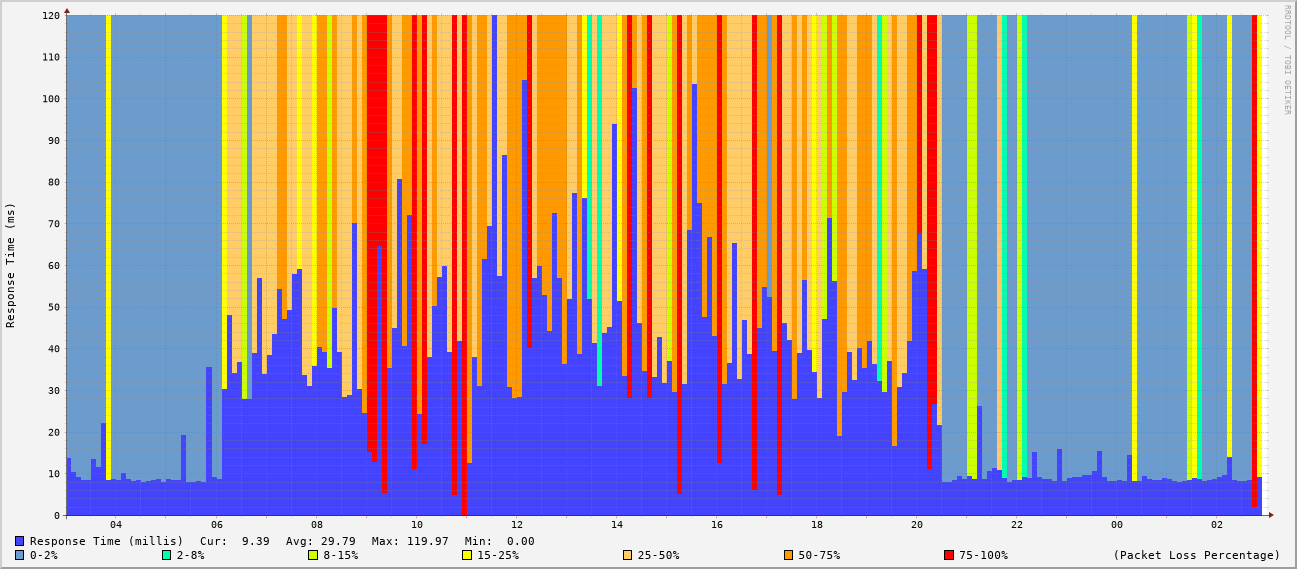 RRDTOOL / TOBI OETIKER
Response Time (ms)
120
110
100
90
80
70
60
50
40
30
20
10
0
04 06 08 10 12 14 16 18 20 22 00 02
Response Time (millis) Cur: 9.39 Avg: 29.79 Max: 119.97 Min: 0.00
0-2% 2-8% 8-15% 15-25% 25-50% 50-75% 75-100% (Packet Loss Percentage)